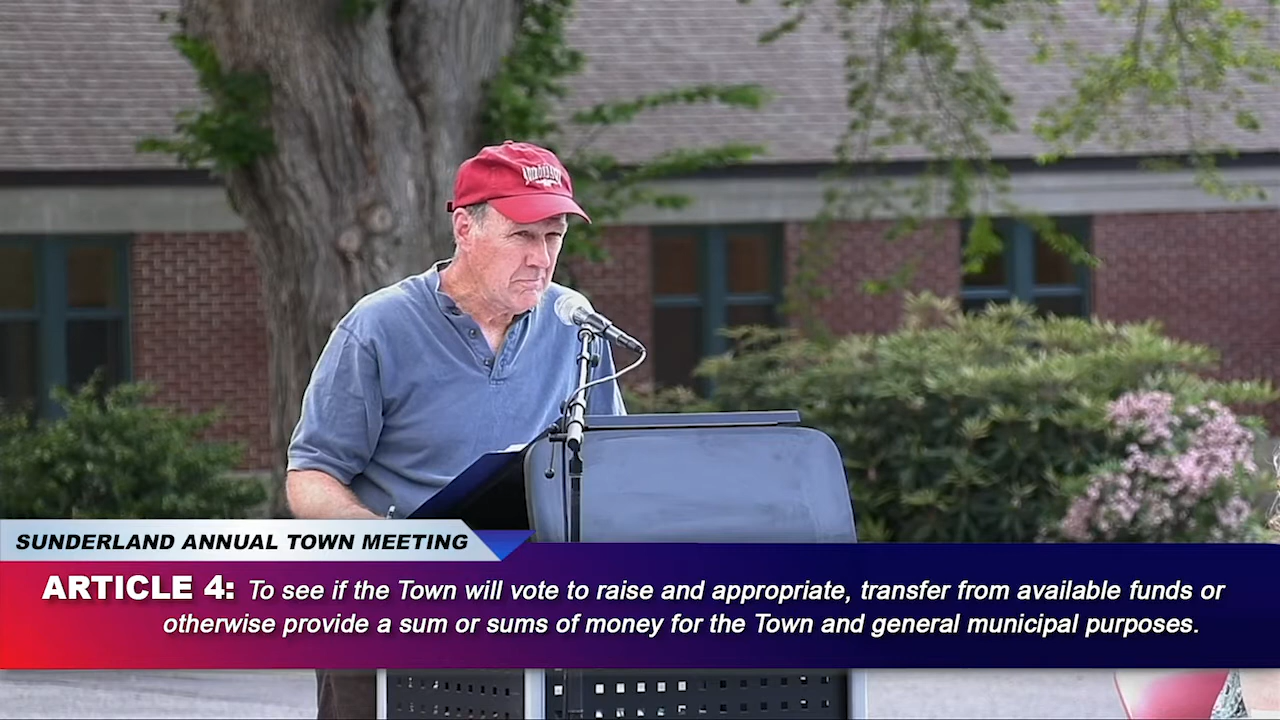 SUNDERLAND ANNUAL TOWN MEETING
ARTICLE 4: To see if the Town will vote to raise and appropriate, transfer from available funds or
otherwise provide a sum or sums of money for the Town and general municipal purposes.